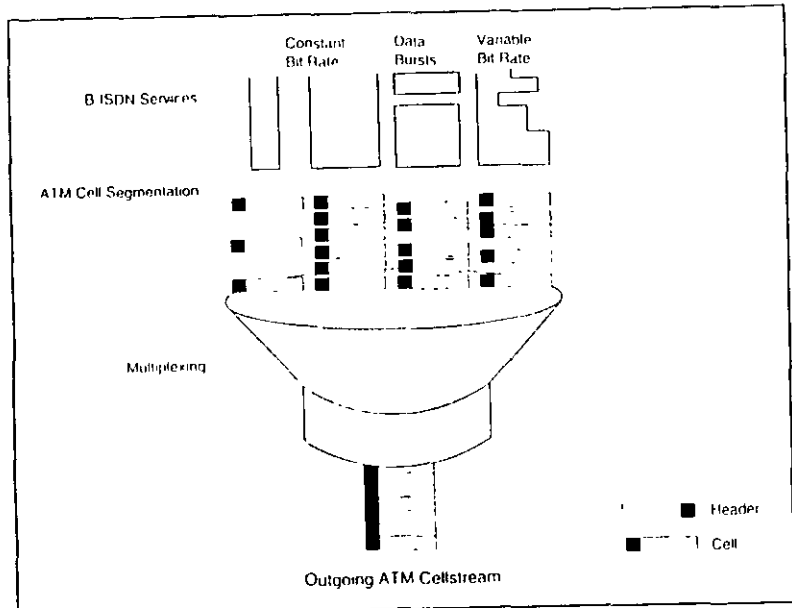 Constant Data Variable
Bit Rate Bursts Bit Rate
B ISDN Services
ATM Cell Segmentation
Multiplexing
Header
Cell
Outgoing ATM Cellstream